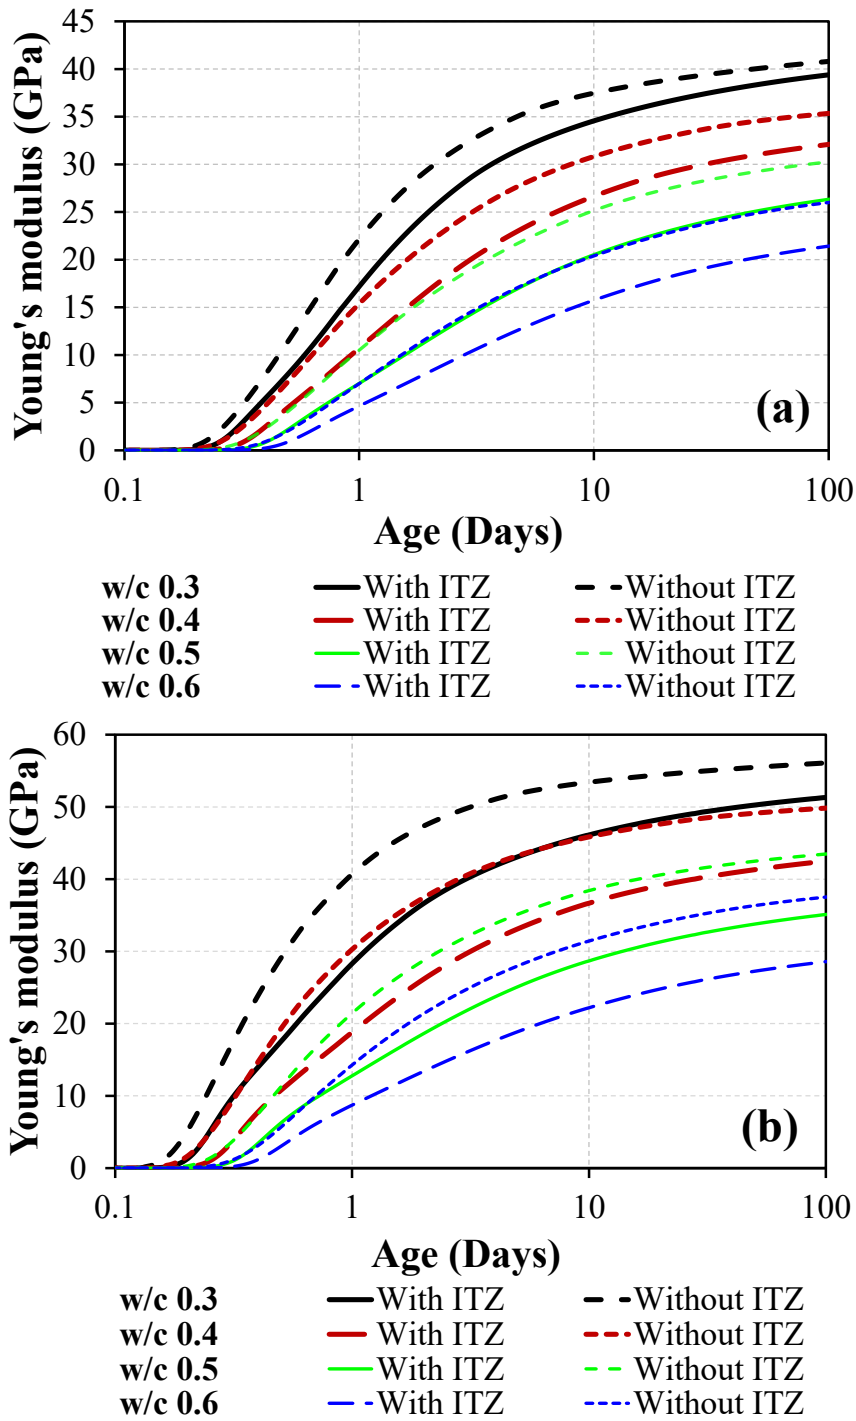 45
40
35
30
25
20
15
10
5
0
Young's modulus (GPa)
(a)
0.1 1 10 100
Age (Days)
w/c 0.3 With ITZ Without ITZ
w/c 0.4 With ITZ Without ITZ
w/c 0.5 With ITZ Without ITZ
w/c 0.6 With ITZ Without ITZ
60
50
40
30
20
10
0
Young's modulus (GPa)
(b)
0.1 1 10 100
Age (Days)
w/c 0.3 With ITZ Without ITZ
w/c 0.4 With ITZ Without ITZ
w/c 0.5 With ITZ Without ITZ
w/c 0.6 With ITZ Without ITZ